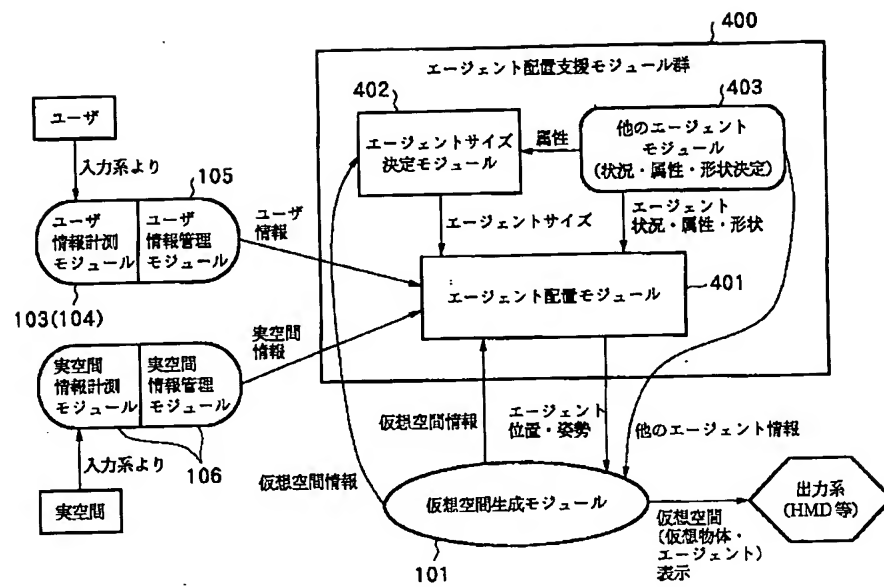 400
エージェント配置支援モジュール群
402
403
エージェントサイズ
決定モジュール
属性
他のエージェント
モジュール
(状況・属性・形状決定)
ユーザ
入力系より
105
ユーザ
情報計測
モジュール
ユーザ
情報管理
モジュール
ユーザ
情報
103(104)
エージェントサイズ
エージェント
状況・属性・形状
エージェント配置モジュール
401
実空間
情報
実空間
情報計測
モジュール
実空間
情報管理
モジュール
入力系より
106
実空間
仮想空間情報
仮想空間情報
エージェント
位置・姿勢
他のエージェント情報
仮想空間生成モジュール
101
仮想空間
(仮想物体・
エージェント)
表示
出力系
(HMD等)